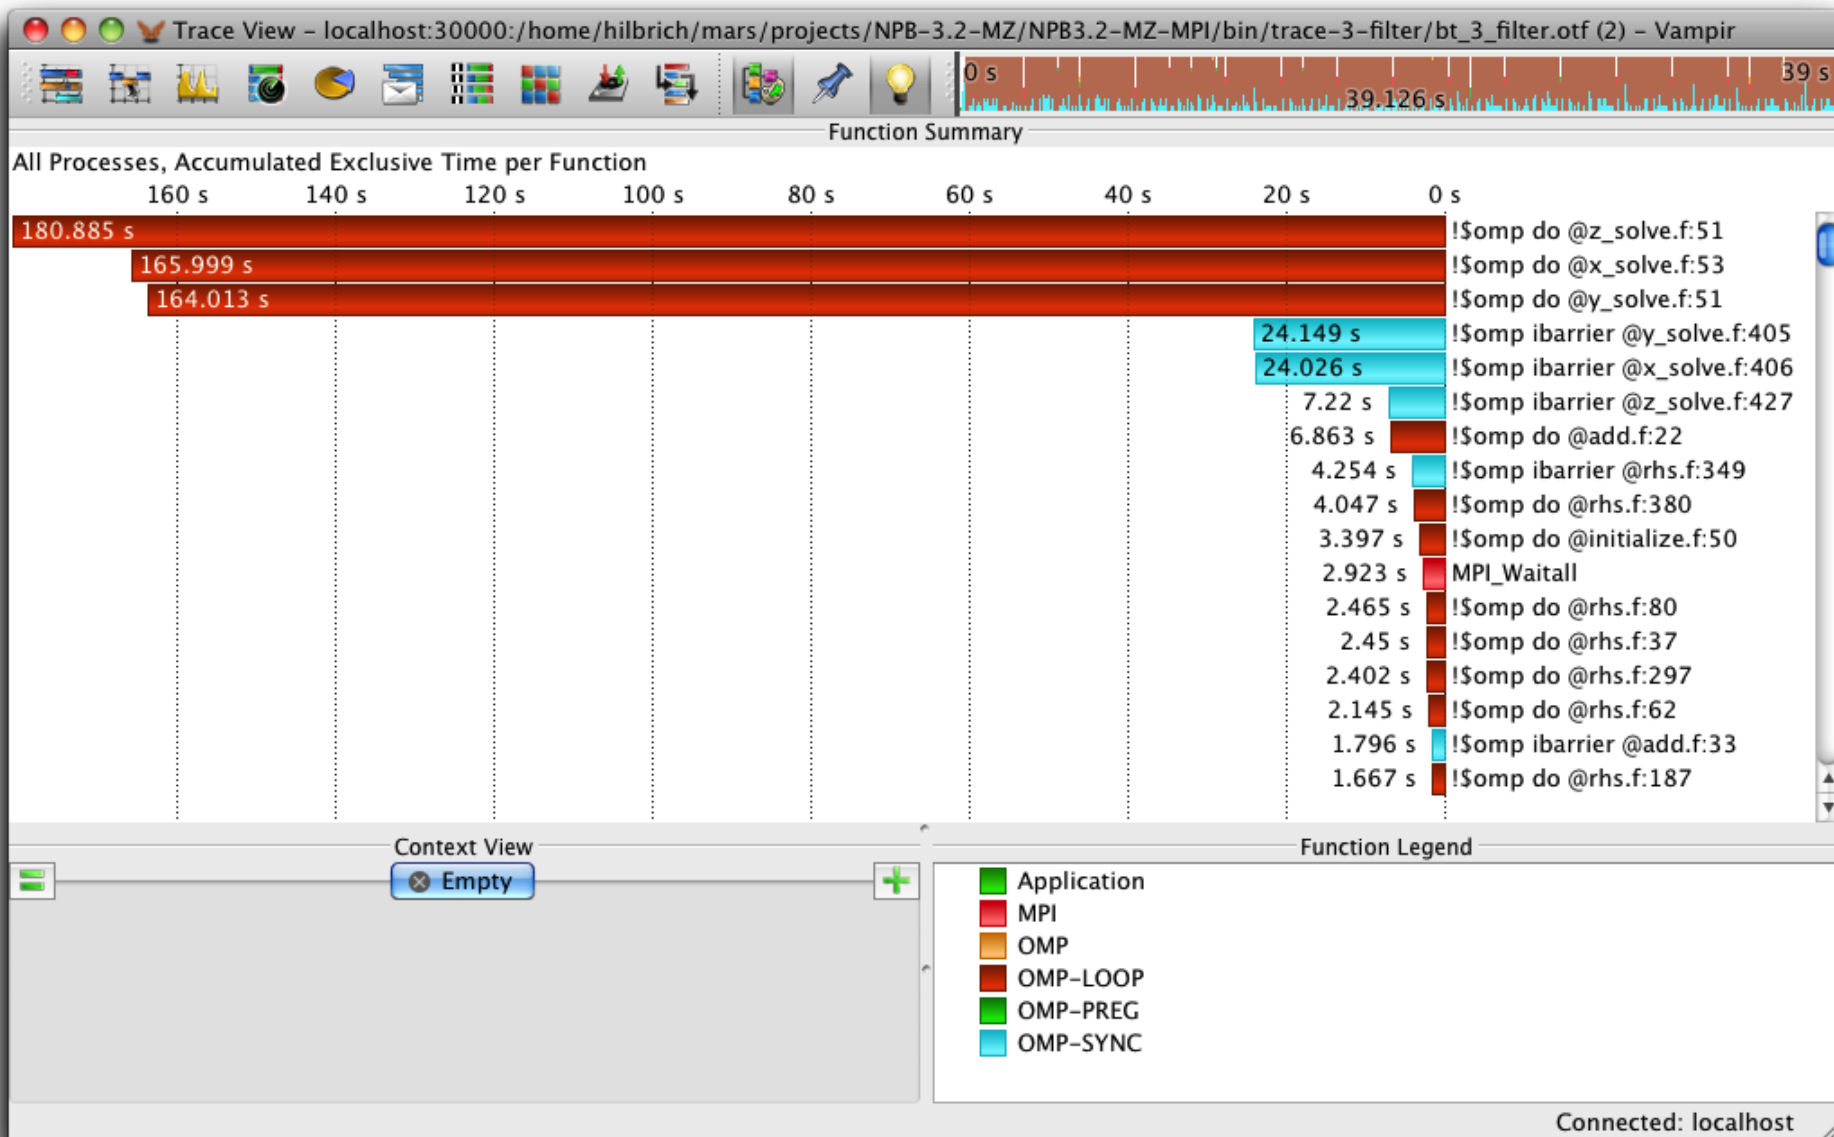 Trace View – localhost:30000:/home/hilbrich/mars/projects/NPB-3.2-MZ/NPB3.2-MZ-MPI/bin/trace-3-filter/bt_3_filter.otf (2) – Vampir
0 s 39 s
39.126 s
Function Summary
All Processes, Accumulated Exclusive Time per Function
160 s 140 s 120 s 100 s 80 s 60 s 40 s 20 s 0 s
180.885 s !$omp do @z_solve.f:51
165.999 s !$omp do @x_solve.f:53
164.013 s !$omp do @y_solve.f:51
24.149 s !$omp ibarrier @y_solve.f:405
24.026 s !$omp ibarrier @x_solve.f:406
7.22 s !$omp ibarrier @z_solve.f:427
6.863 s !$omp do @add.f:22
4.254 s !$omp ibarrier @rhs.f:349
4.047 s !$omp do @rhs.f:380
3.397 s !$omp do @initialize.f:50
2.923 s MPI_Waitall
2.465 s !$omp do @rhs.f:80
2.45 s !$omp do @rhs.f:37
2.402 s !$omp do @rhs.f:297
2.145 s !$omp do @rhs.f:62
1.796 s !$omp ibarrier @add.f:33
1.667 s !$omp do @rhs.f:187
Context View
Empty
Function Legend
Application
MPI
OMP
OMP-LOOP
OMP-PREG
OMP-SYNC
Connected: localhost